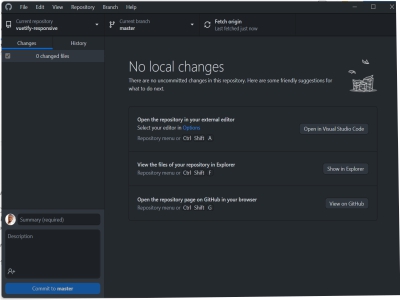 File Edit View Repository Branch Help
Current repository
vuetify-responsive
Current branch
master
Fetch origin
Last fetched just now
Changes History
0 changed files
No local changes
There are no uncommitted changes in this repository. Here are some friendly suggestions for
what to do next.
Open the repository in your external editor
Select your editor in Options
Repository menu or Ctrl Shift A
Open in Visual Studio Code
View the files of your repository in Explorer
Repository menu or Ctrl Shift F
Show in Explorer
Open the repository page on GitHub in your browser
Repository menu or Ctrl Shift G
View on GitHub
Summary (required)
Description
Commit to master